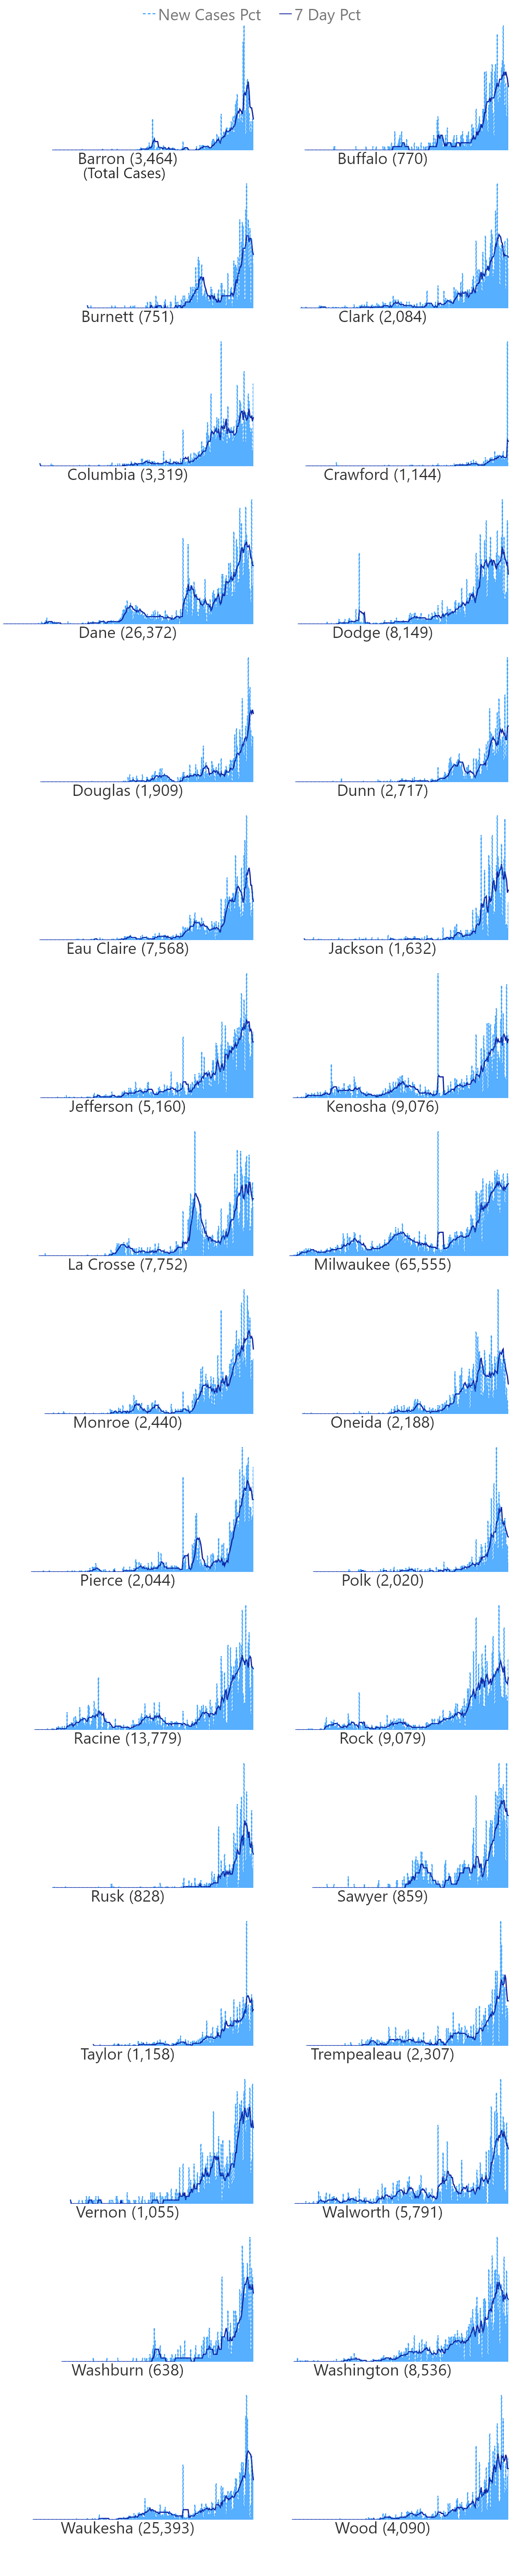 New Cases Pct 7 Day Pct
Barron (3,464)
(Total Cases)
Buffalo (770)
Burnett (751)
Clark (2,084)
Columbia (3,319)
Crawford (1,144)
Dane (26,372)
Dodge (8,149)
Douglas (1,909)
Dunn (2,717)
Eau Claire (7,568)
Jackson (1,632)
Jefferson (5,160)
Kenosha (9,076)
La Crosse (7,752)
Milwaukee (65,555)
Monroe (2,440)
Oneida (2,188)
Pierce (2,044)
Polk (2,020)
Racine (13,779)
Rock (9,079)
Rusk (828)
Sawyer (859)
Taylor (1,158)
Trempealeau (2,307)
Vernon (1,055)
Walworth (5,791)
Washburn (638)
Washington (8,536)
Waukesha (25,393)
Wood (4,090)